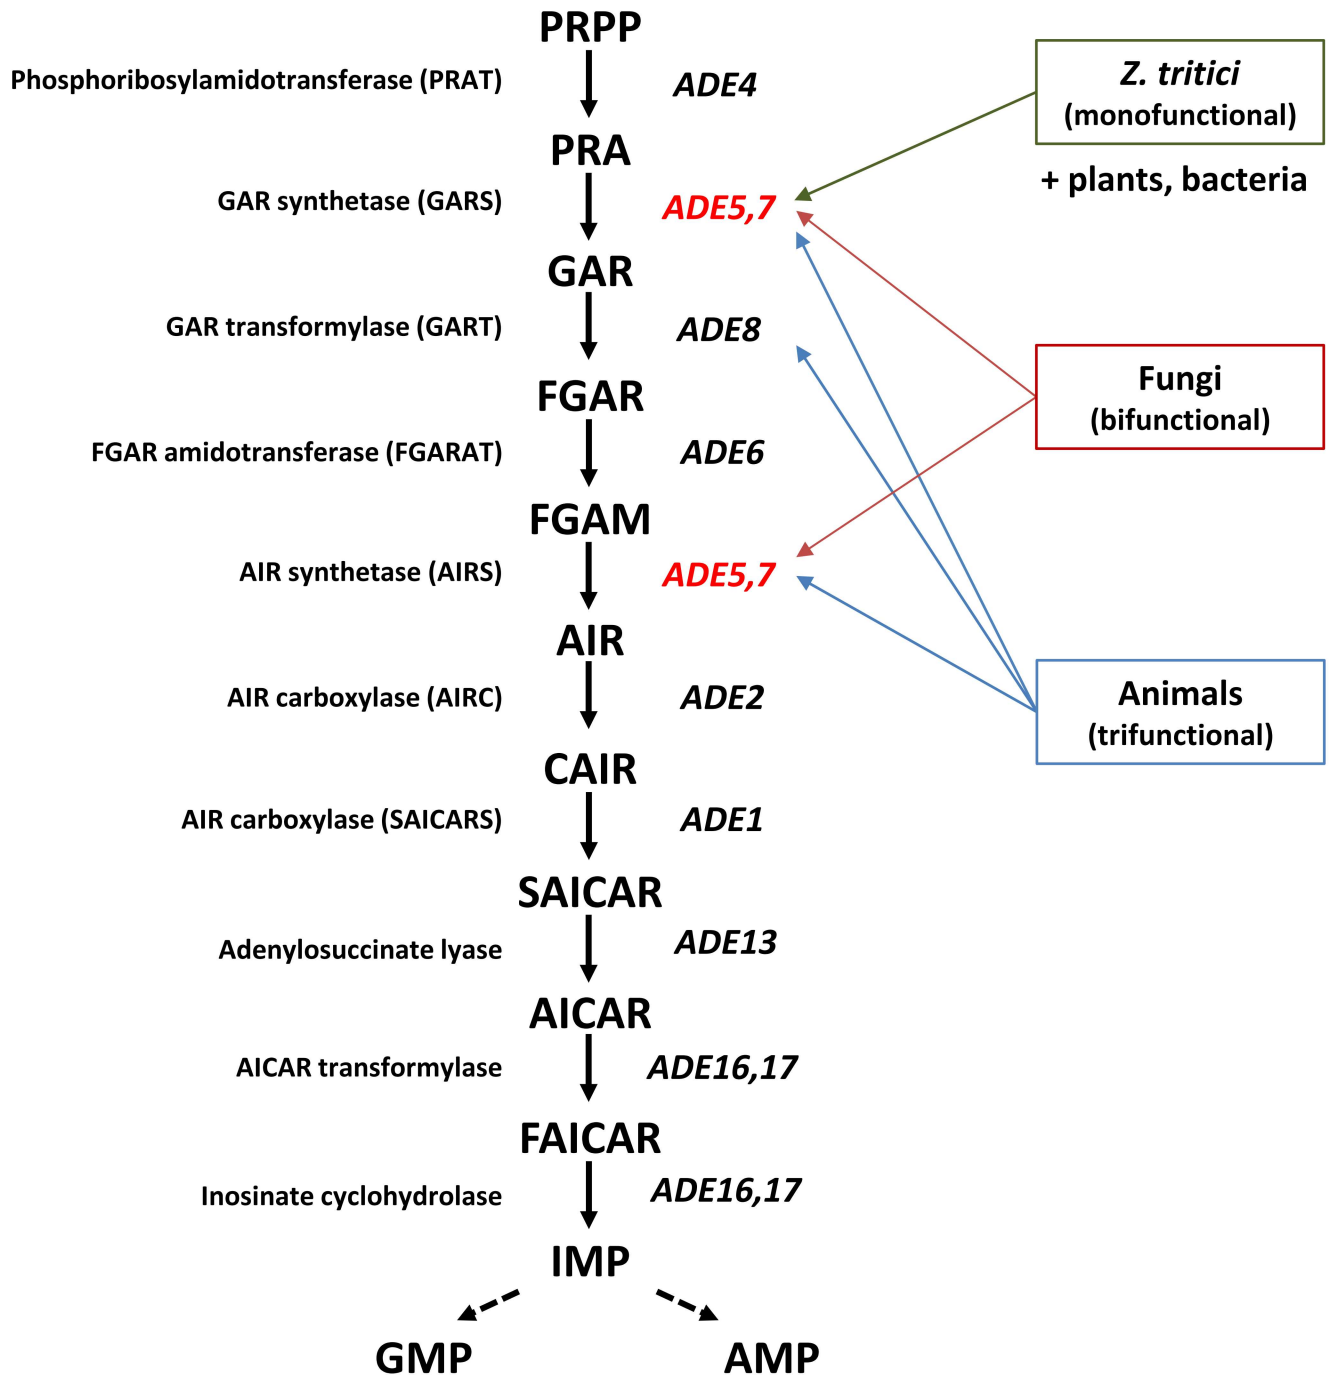 PRPP
Phosphoribosylamidotransferase (PRAT)
ADE4
PRA
GAR synthetase (GARS)
ADE5,7
GAR
GAR transformylase (GART)
ADE8
FGAR
FGAR amidotransferase (FGARAT)
ADE6
FGAM
AIR synthetase (AIRS)
ADE5,7
AIR
AIR carboxylase (AIRC)
ADE2
CAIR
AIR carboxylase (SAICARS)
ADE1
SAICAR
Adenylosuccinate lyase
ADE13
AICAR
AICAR transformylase
ADE16,17
FAICAR
Inosinate cyclohydrolase
ADE16,17
IMP
GMP
AMP
Z. tritici
(monofunctional)
+ plants, bacteria
Fungi
(bifunctional)
Animals
(trifunctional)